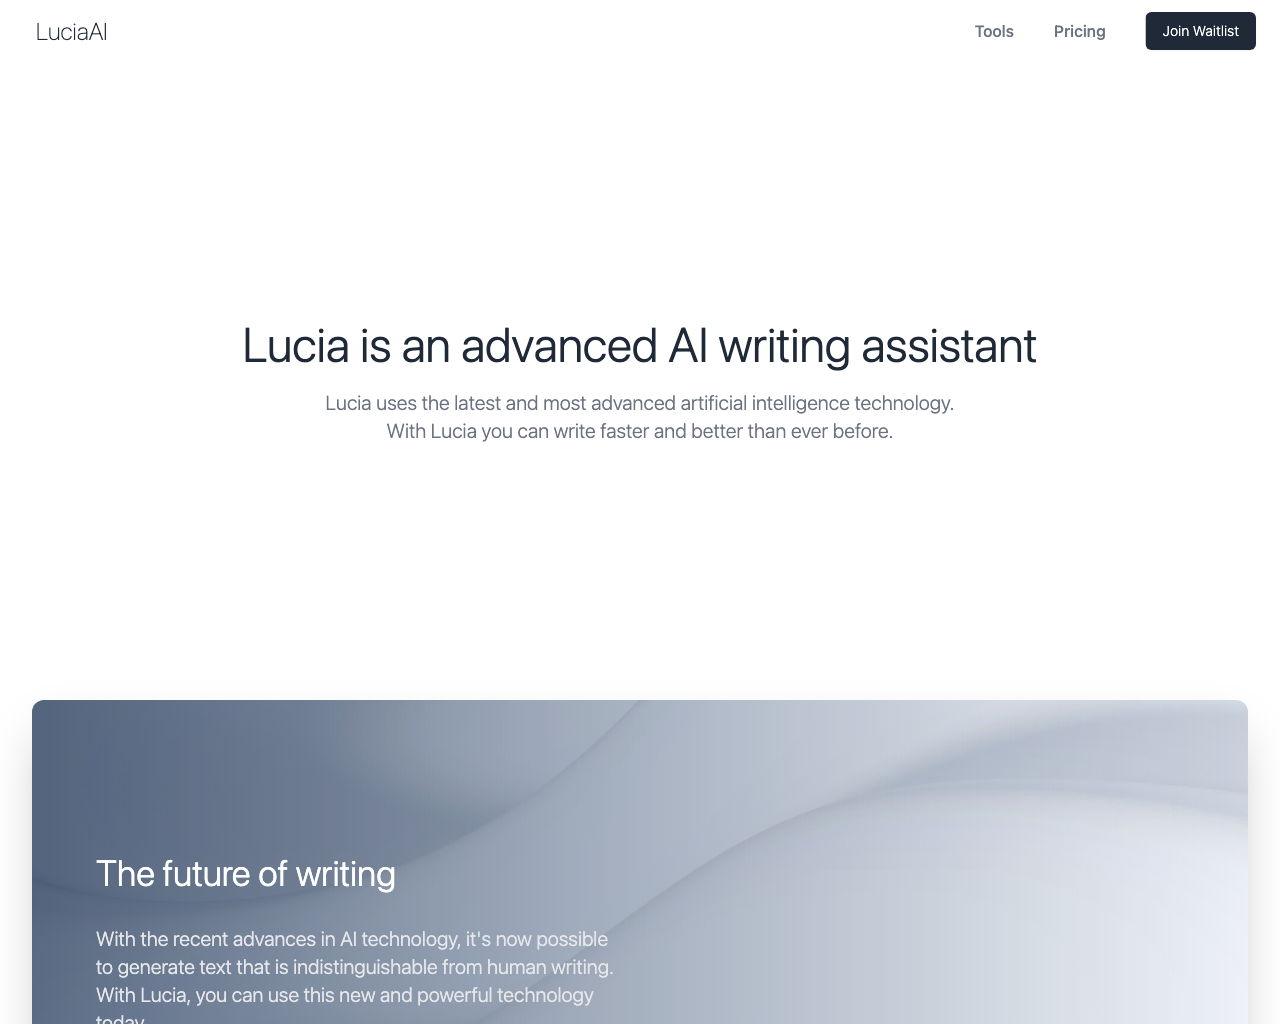 LuciaAI
Tools
Pricing
Join Waitlist
Lucia is an advanced AI writing assistant
Lucia uses the latest and most advanced artificial intelligence technology.
With Lucia you can write faster and better than ever before.
The future of writing
With the recent advances in AI technology, it's now possible
to generate text that is indistinguishable from human writing.
With Lucia, you can use this new and powerful technology
today.